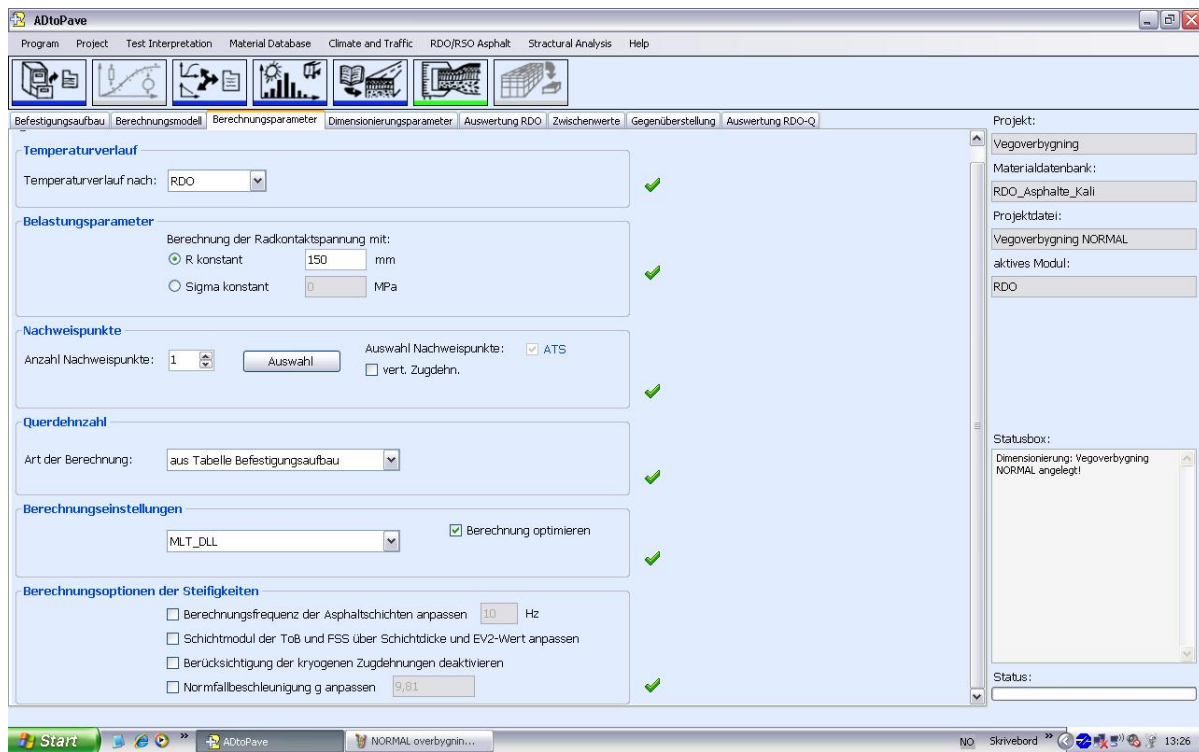 ADtoPave
Program Project Test Interpretation Material Database Climate and Traffic RDO/RSO Asphalt Stractural Analysis Help
Befestigungsaufbau Berechnungsmodell Berechnungsparameter Dimensionierungsparameter Auswertung RDO Zwischenwerte Gegenüberstellung Auswertung RDO-Q
Temperaturverlauf
Temperaturverlauf nach: RDO
Belastungsparameter
Berechnung der Radkontaktspannung mit:
R konstant 150 mm
Sigma konstant 0 MPa
Nachweispunkte
Anzahl Nachweispunkte: 1 Auswahl Auswahl Nachweispunkte: ATS
vert. Zugdehn.
Querdehnzahl
Art der Berechnung: aus Tabelle Befestigungsaufbau
Berechnungseinstellungen
MLT_DLL Berechnung optimieren
Berechnungsoptionen der Steifigkeiten
Berechnungsfrequenz der Asphaltschichten anpassen 10 Hz
Schichtmodul der ToB und FSS über Schichtdicke und EV2-Wert anpassen
Berücksichtigung der kryogenen Zugdehnungen deaktivieren
Normfallbeschleunigung g anpassen 9,81
Projekt:
Vegoverbygning
Materialdatenbank:
RDO_Asphalte_Kali
Projektdatei:
Vegoverbygning NORMAL
aktives Modul:
RDO
Statusbox:
Dimensionierung: Vegoverbygning
NORMAL angelegt!
Status:
Start » ADtoPave NORMAL overbygnin... NO Skrivebord » 13:26